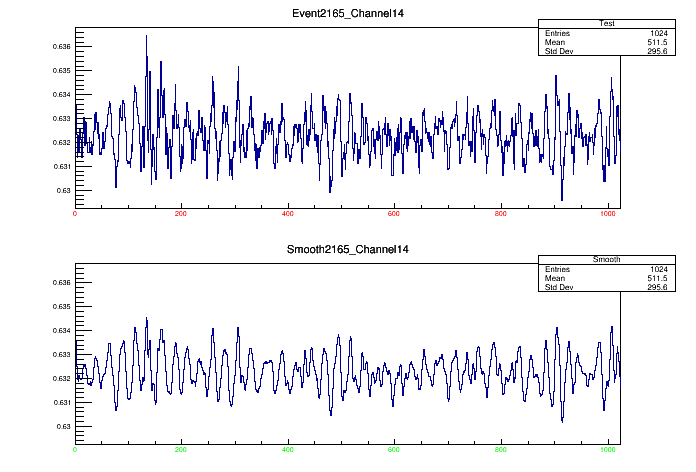 Event2165_Channel14
Test
Entries 1024
Mean 511.5
Std Dev 295.6
0.636
0.635
0.634
0.633
0.632
0.631
0.63
0 200 400 600 800 1000
Smooth2165_Channel14
Smooth
Entries 1024
Mean 511.5
Std Dev 295.6
0.636
0.635
0.634
0.633
0.632
0.631
0.63
0 200 400 600 800 1000